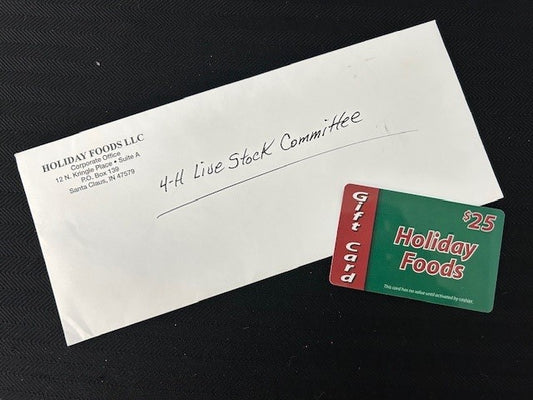 HOLIDAY FOODS LLC
Corporate Office
12 N. Kringle Place • Suite A
P.O. Box 139
Santa Claus, IN 47579
4-H Live Stock Committee
Gift Card
$25
Holiday
Foods
This card has no value until activated by cashier.